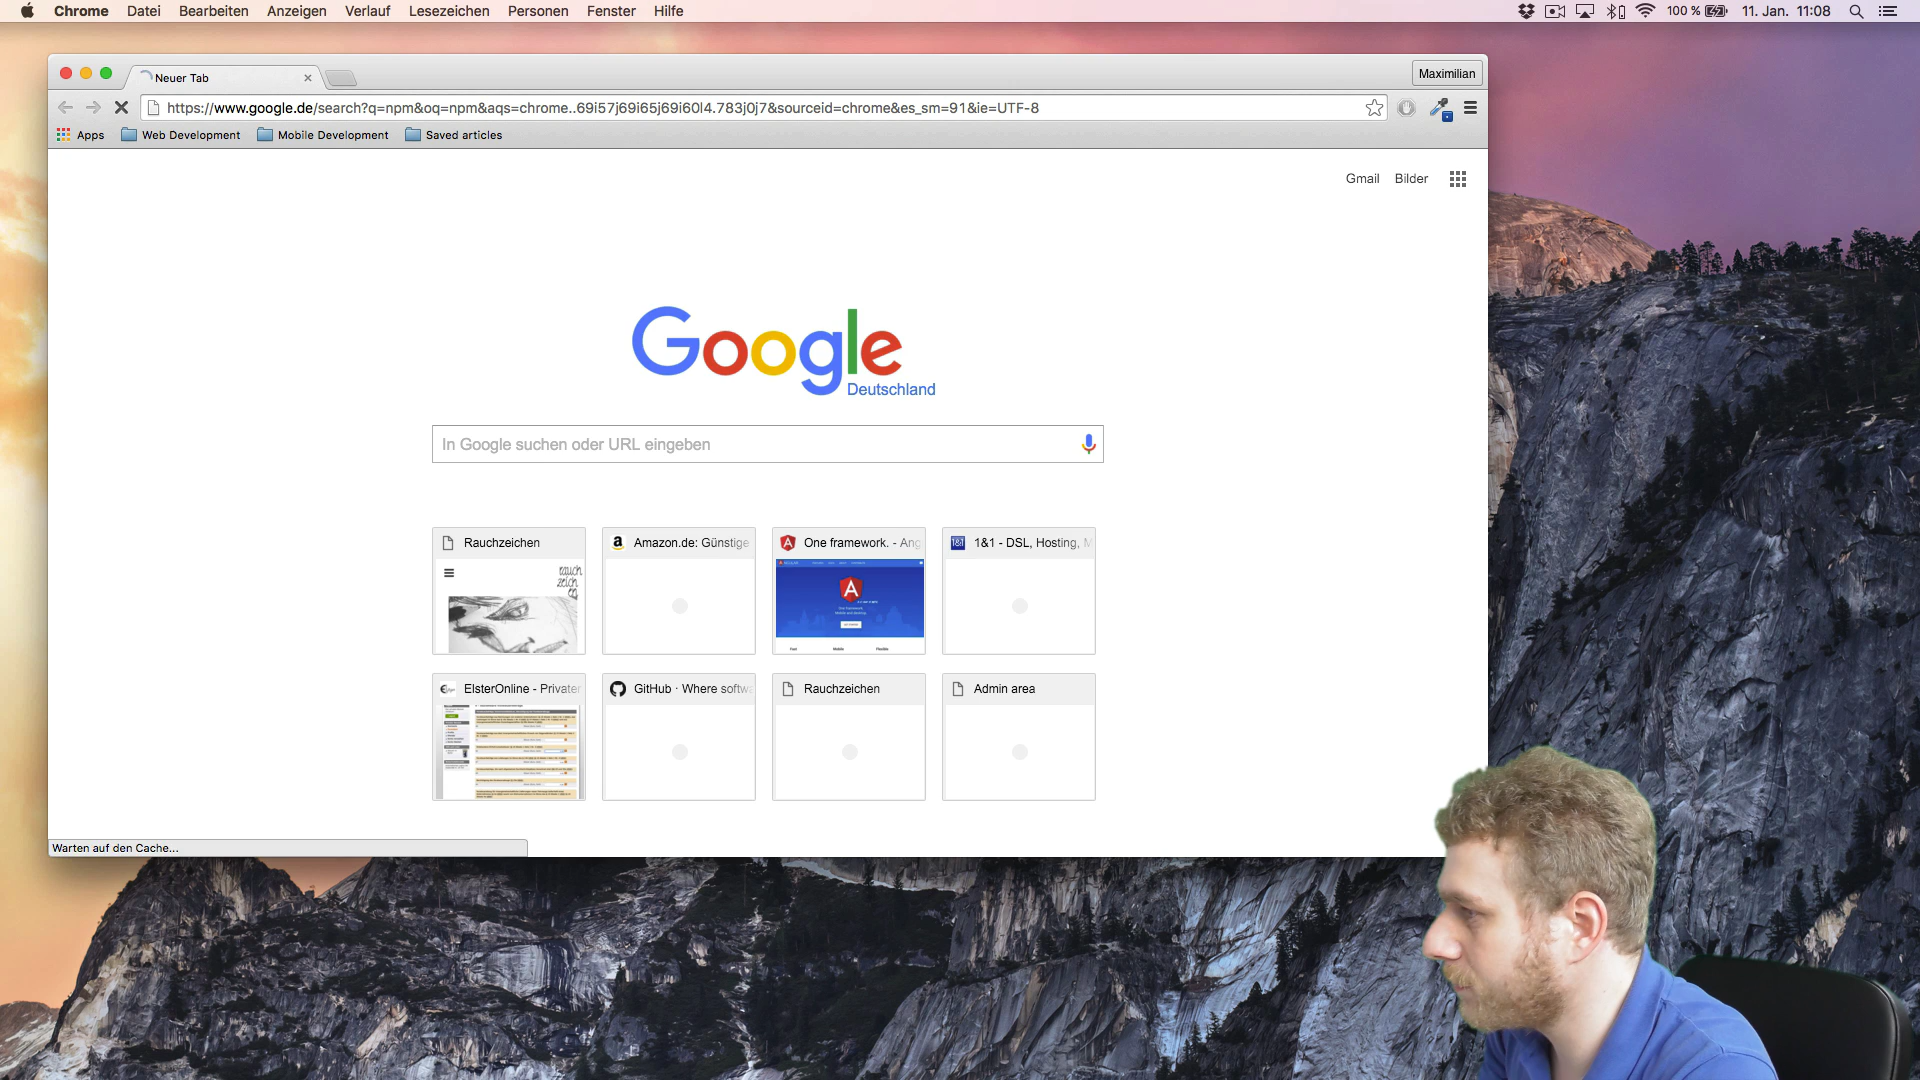 Chrome Datei Bearbeiten Anzeigen Verlauf Lesezeichen Personen Fenster Hilfe 100 % 11. Jan. 11:08
Neuer Tab Maximilian
https://www.google.de/search?q=npm&oq=npm&aqs=chrome..69i57j69i65j69i60l4.783j0j7&sourceid=chrome&es_sm=91&ie=UTF-8
Apps Web Development Mobile Development Saved articles
Gmail Bilder
Google
Deutschland
In Google suchen oder URL eingeben
Rauchzeichen Amazon.de: Günstige One framework. - Ang 1&1 - DSL, Hosting, M
rauch
zeich
ElsterOnline - Privater GitHub · Where softw Rauchzeichen Admin area
Warten auf den Cache...